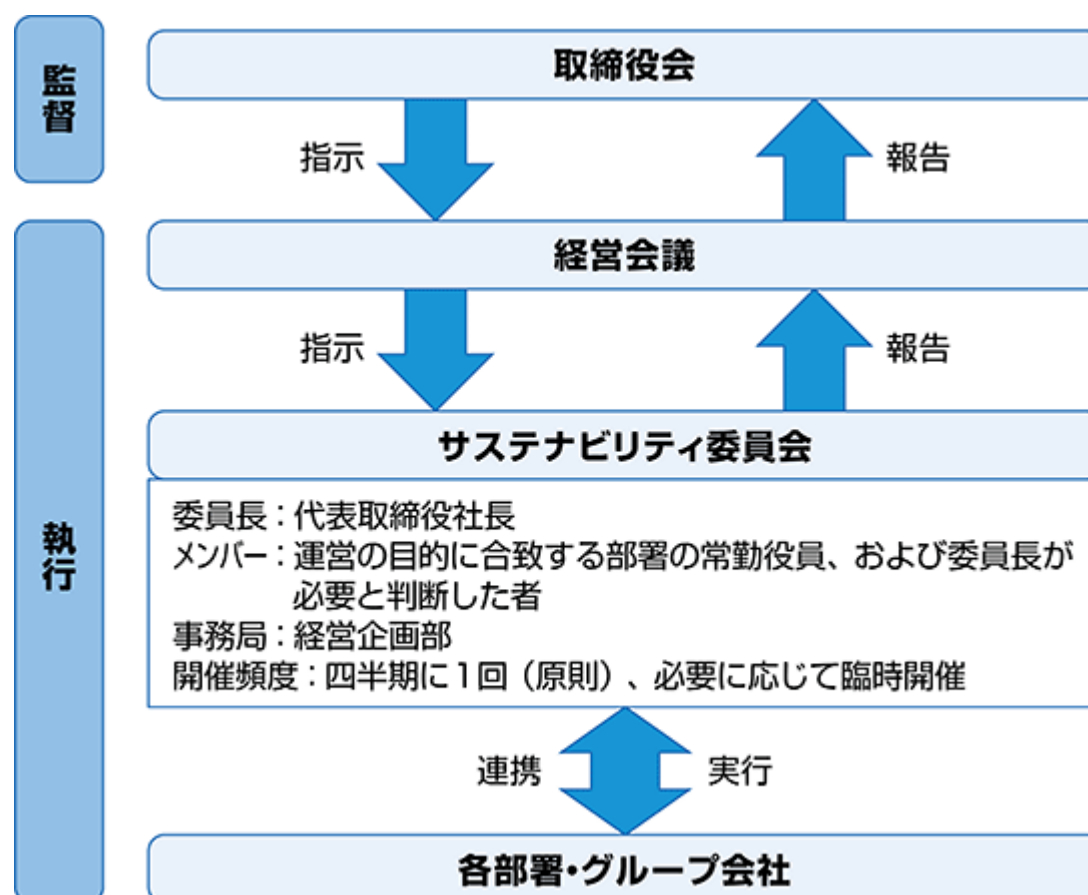 監督
取締役会
指示
報告
経営会議
指示
報告
執行
サステナビリティ委員会
委員長：代表取締役社長
メンバー：運営の目的に合致する部署の常勤役員、および委員長が
必要と判断した者
事務局：経営企画部
開催頻度：四半期に1回（原則）、必要に応じて臨時開催
連携
実行
各部署・グループ会社